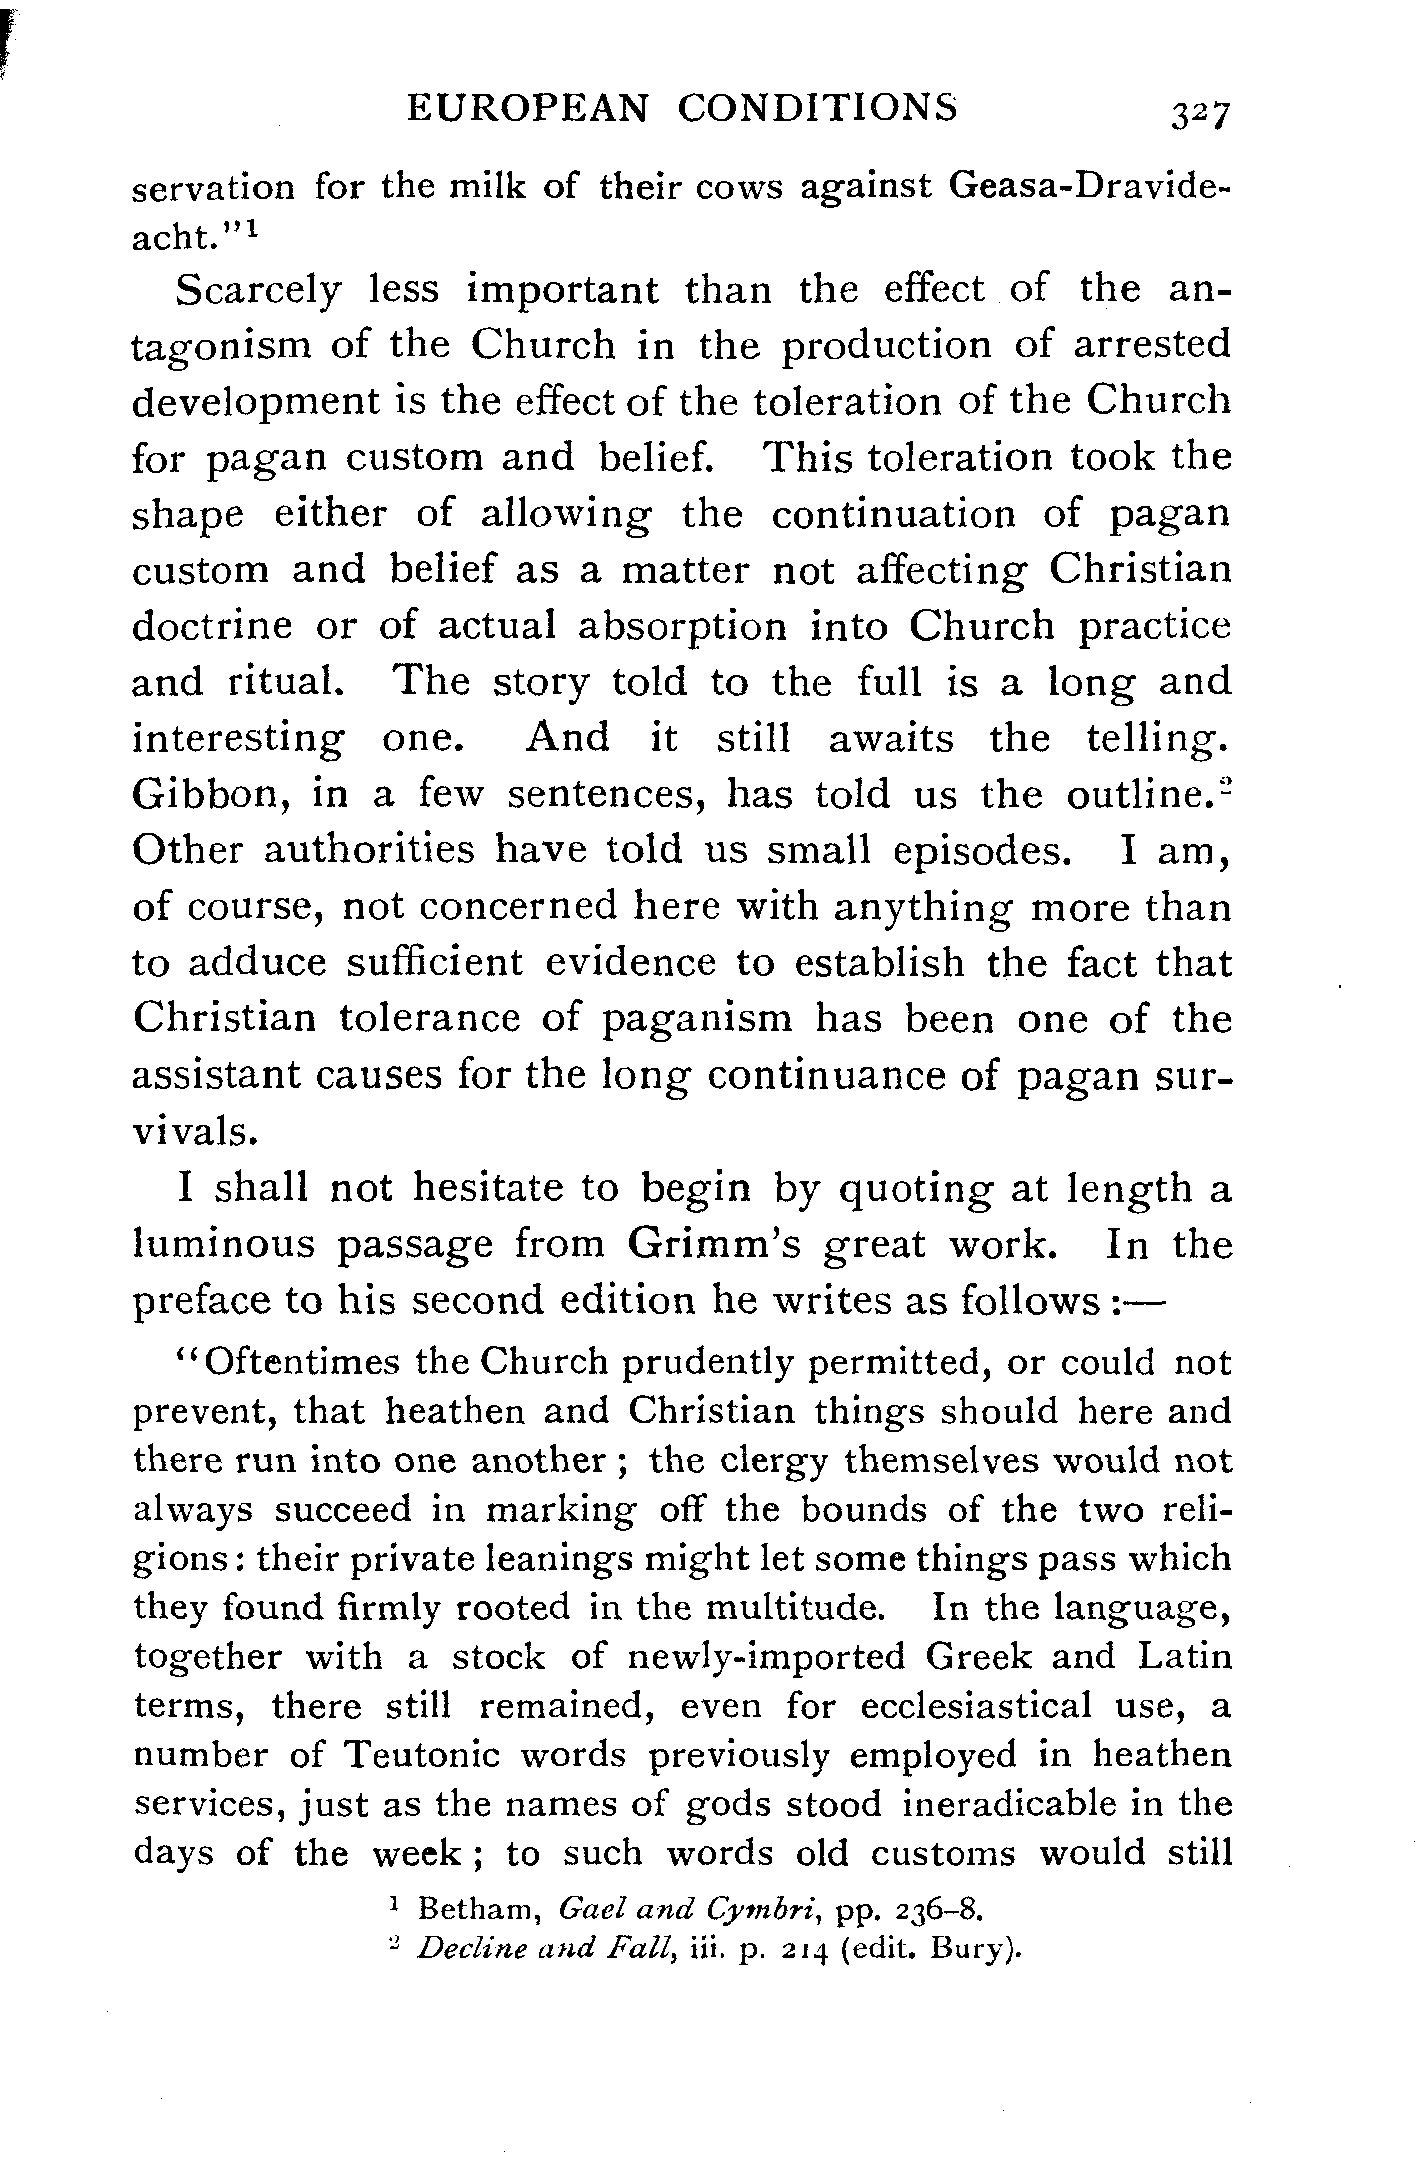 EUROPEAN CONDITIONS 327
servation for the milk of their cows against Geasa-Dravide-
acht."¹
Scarcely less important than the effect of the an-
tagonism of the Church in the production of arrested
development is the effect of the toleration of the Church
for pagan custom and belief. This toleration took the
shape either of allowing the continuation of pagan
custom and belief as a matter not affecting Christian
doctrine or of actual absorption into Church practice
and ritual. The story told to the full is a long and
interesting one. And it still awaits the telling.
Gibbon, in a few sentences, has told us the outline.²
Other authorities have told us small episodes. I am,
of course, not concerned here with anything more than
to adduce sufficient evidence to establish the fact that
Christian tolerance of paganism has been one of the
assistant causes for the long continuance of pagan sur-
vivals.
I shall not hesitate to begin by quoting at length a
luminous passage from Grimm's great work. In the
preface to his second edition he writes as follows :—
"Oftentimes the Church prudently permitted, or could not
prevent, that heathen and Christian things should here and
there run into one another ; the clergy themselves would not
always succeed in marking off the bounds of the two reli-
gions : their private leanings might let some things pass which
they found firmly rooted in the multitude. In the language,
together with a stock of newly-imported Greek and Latin
terms, there still remained, even for ecclesiastical use, a
number of Teutonic words previously employed in heathen
services, just as the names of gods stood ineradicable in the
days of the week ; to such words old customs would still
¹ Betham, Gael and Cymbri, pp. 236–8.
² Decline and Fall, iii. p. 214 (edit. Bury).